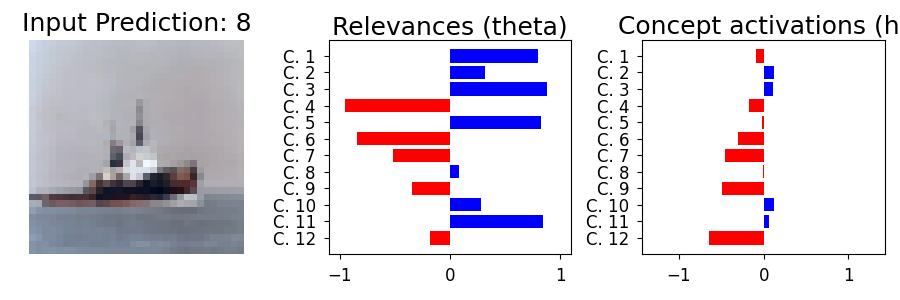 Input Prediction: 8
Relevances (theta)
Concept activations (h
C. 1
C. 2
C. 3
C. 4
C. 5
C. 6
C. 7
C. 8
C. 9
C. 10
C. 11
C. 12
−1 0 1
C. 1
C. 2
C. 3
C. 4
C. 5
C. 6
C. 7
C. 8
C. 9
C. 10
C. 11
C. 12
−1 0 1